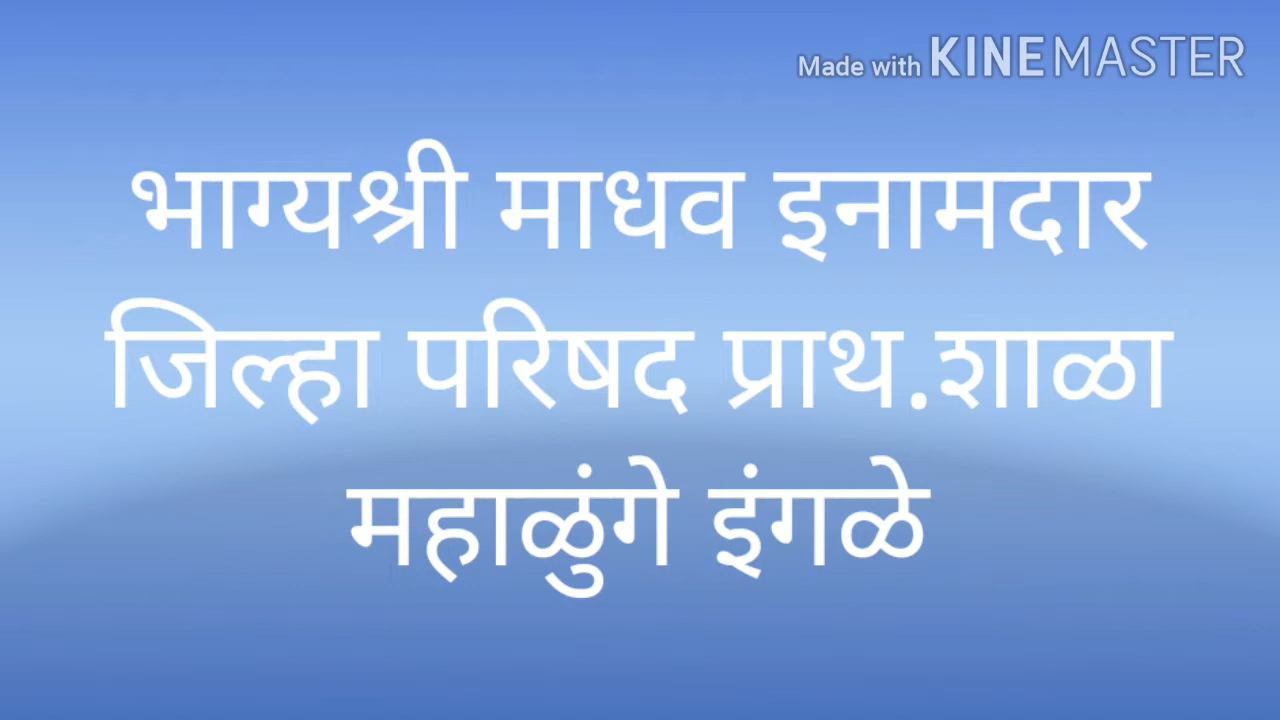 Made with KINEMASTER
भाग्यश्री माधव इनामदार
जिल्हा परिषद प्राथ.शाळा
महाळुंगे इंगळे